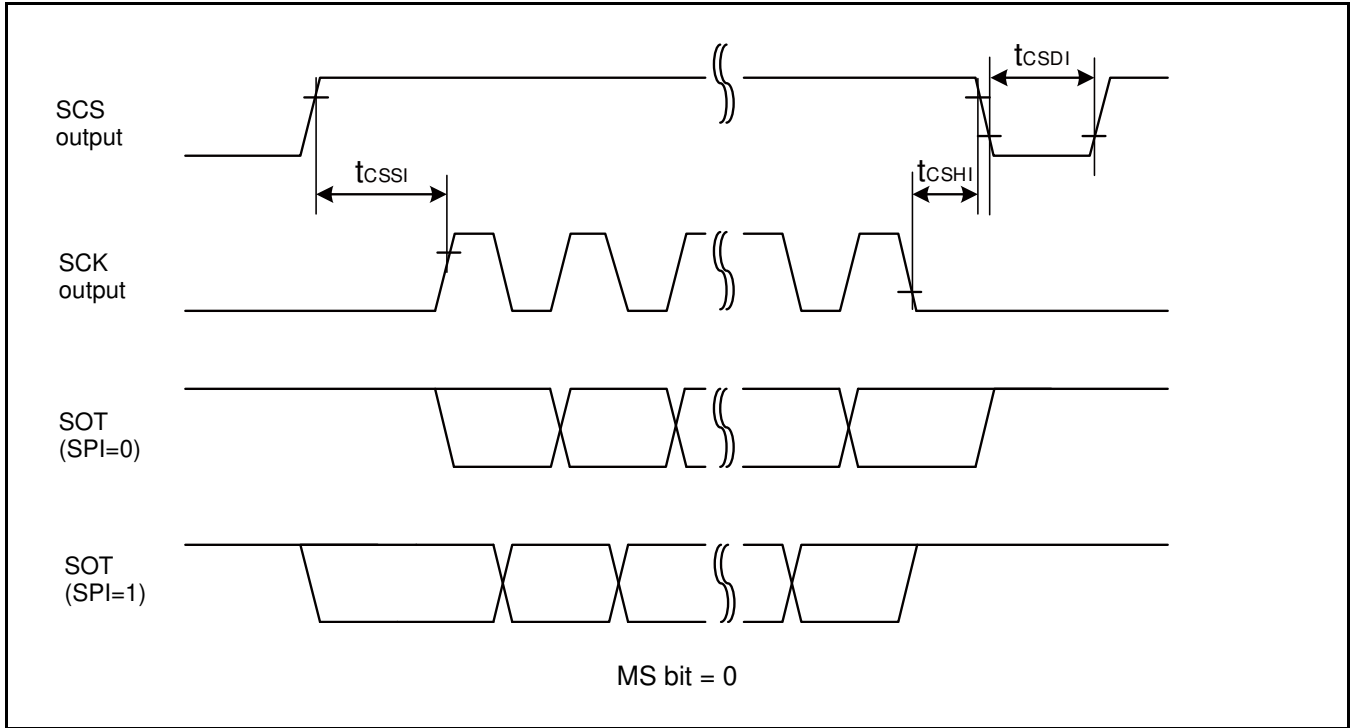 tCSDI
SCS
output
tCSSI
tCSHI
SCK
output
SOT
(SPI=0)
SOT
(SPI=1)
MS bit = 0